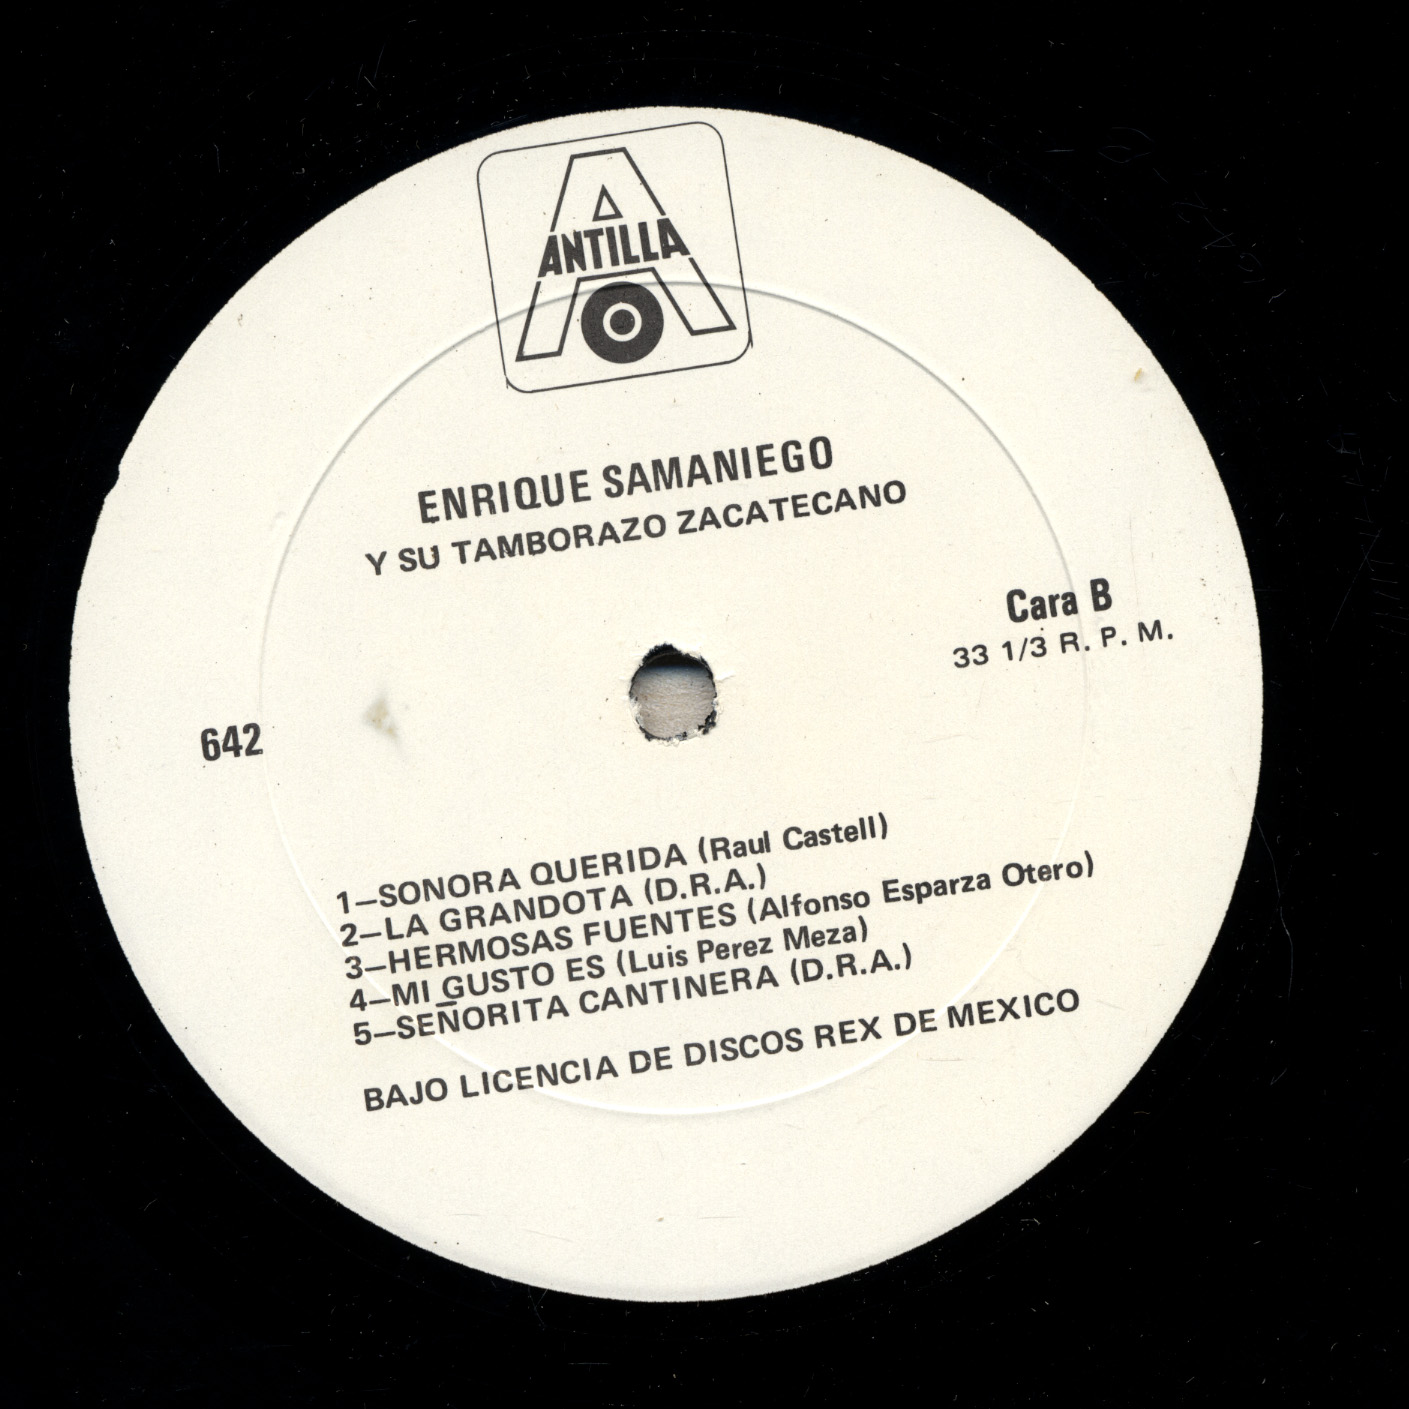 ANTILLA
ENRIQUE SAMANIEGO
Y SU TAMBORAZO ZACATECANO
Cara B
33 1/3 R. P. M.
642
1—SONORA QUERIDA (Raul Castell)
2—LA GRANDOTA (D.R.A.)
3—HERMOSAS FUENTES (Alfonso Esparza Otero)
4—MI GUSTO ES (Luis Perez Meza)
5—SEÑORITA CANTINERA (D.R.A.)
BAJO LICENCIA DE DISCOS REX DE MEXICO